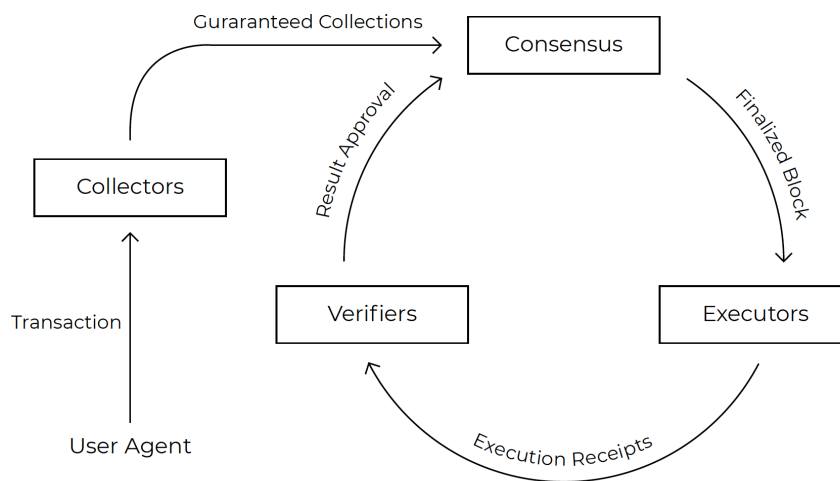 Guraranteed Collections
Consensus
Result Approval
Finalized Block
Collectors
Transaction
Verifiers
Executors
User Agent
Execution Receipts